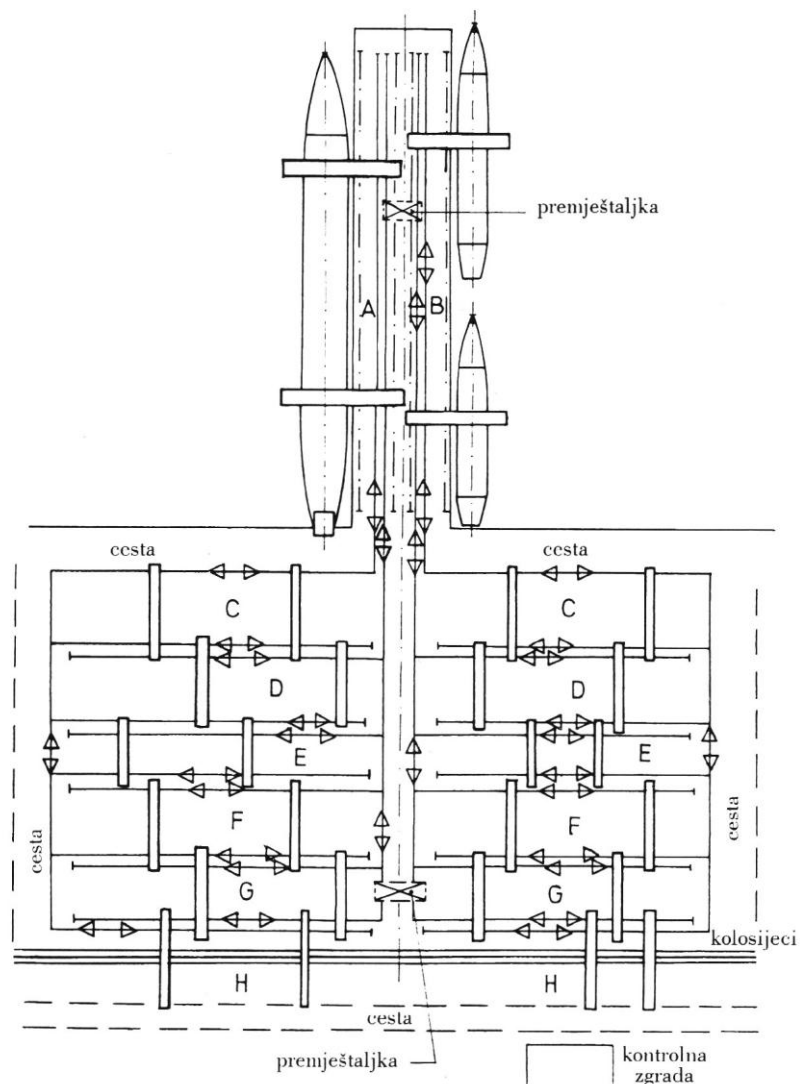 premještaljka
A
B
cesta
cesta
C
C
D
D
E
E
F
F
cesta
cesta
G
G
kolosijeci
H
H
cesta
premještaljka
kontrolna
zgrada